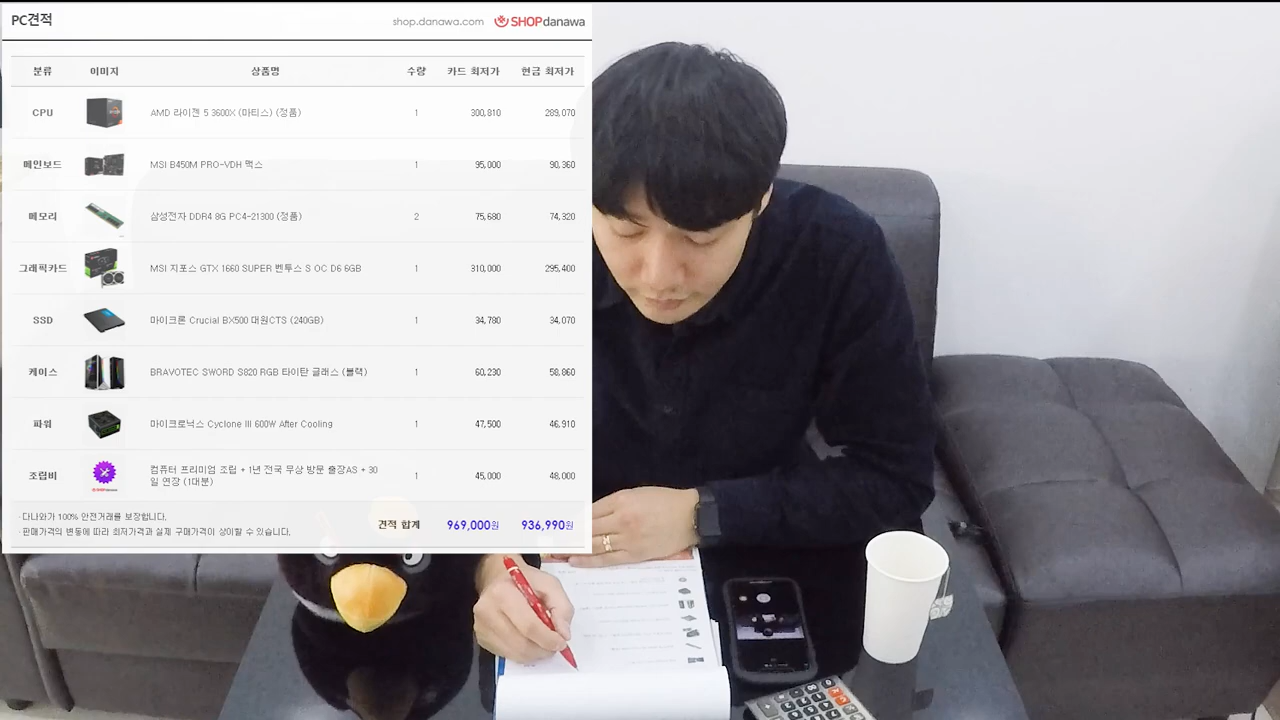 PC견적
shop.danawa.com SHOPdanawa
분류 이미지 상품명 수량 카드 최저가 현금 최저가
CPU AMD 라이젠 5 3600X (마티스) (정품) 1 300,810 289,070
메인보드 MSI B450M PRO-VDH 맥스 1 95,000 90,360
메모리 삼성전자 DDR4 8G PC4-21300 (정품) 2 75,680 74,320
그래픽카드 MSI 지포스 GTX 1660 SUPER 벤투스 S OC D6 6GB 1 310,000 295,400
SSD 마이크론 Crucial BX500 대원CTS (240GB) 1 34,780 34,070
케이스 BRAVOTEC SWORD S820 RGB 타이탄 글래스 (블랙) 1 60,230 58,860
파워 마이크로닉스 Cyclone III 600W After Cooling 1 47,500 46,910
조립비 컴퓨터 프리미엄 조립 + 1년 전국 무상 방문 출장AS + 30
일 연장 (1대분) 1 45,000 48,000
· 다나와가 100% 안전거래를 보장합니다.
· 판매가격의 변동에 따라 최저가격과 실제 구매가격이 상이할 수 있습니다.
견적 합계 969,000원 936,990원